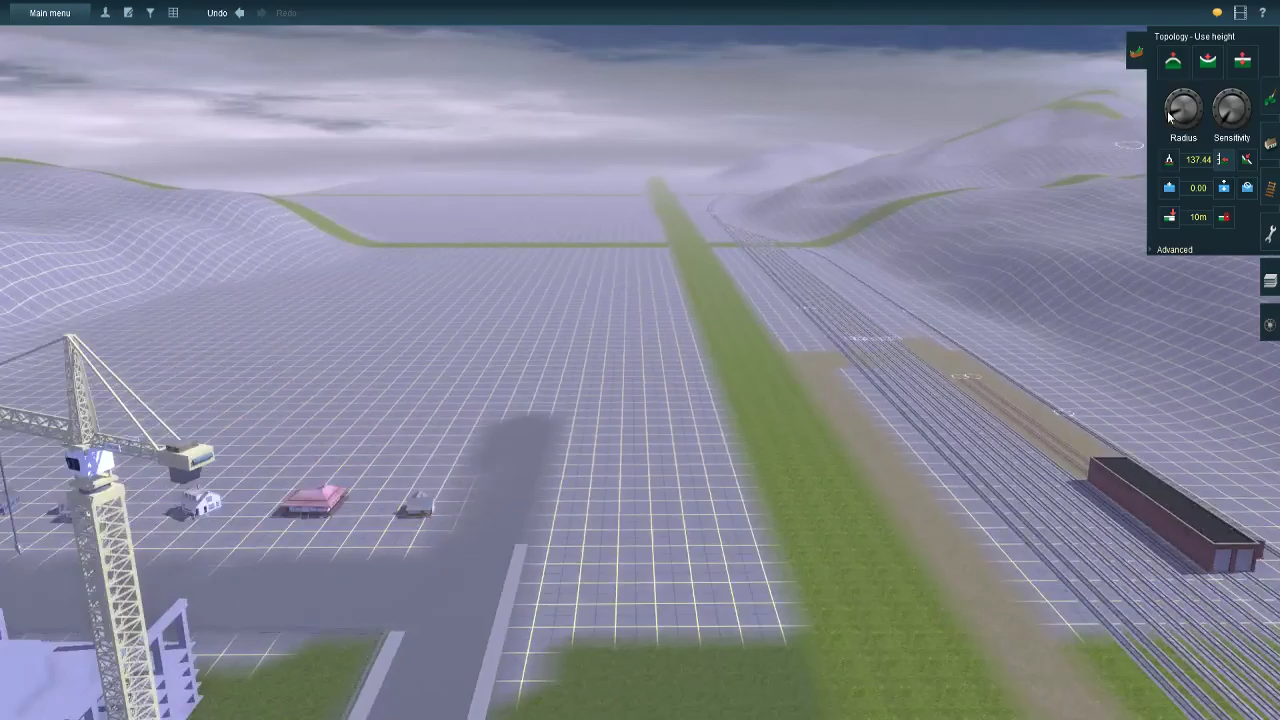 Main menu
Undo
Redo
?
Topology - Use height
Radius
Sensitivity
137.44
0.00
10m
Advanced